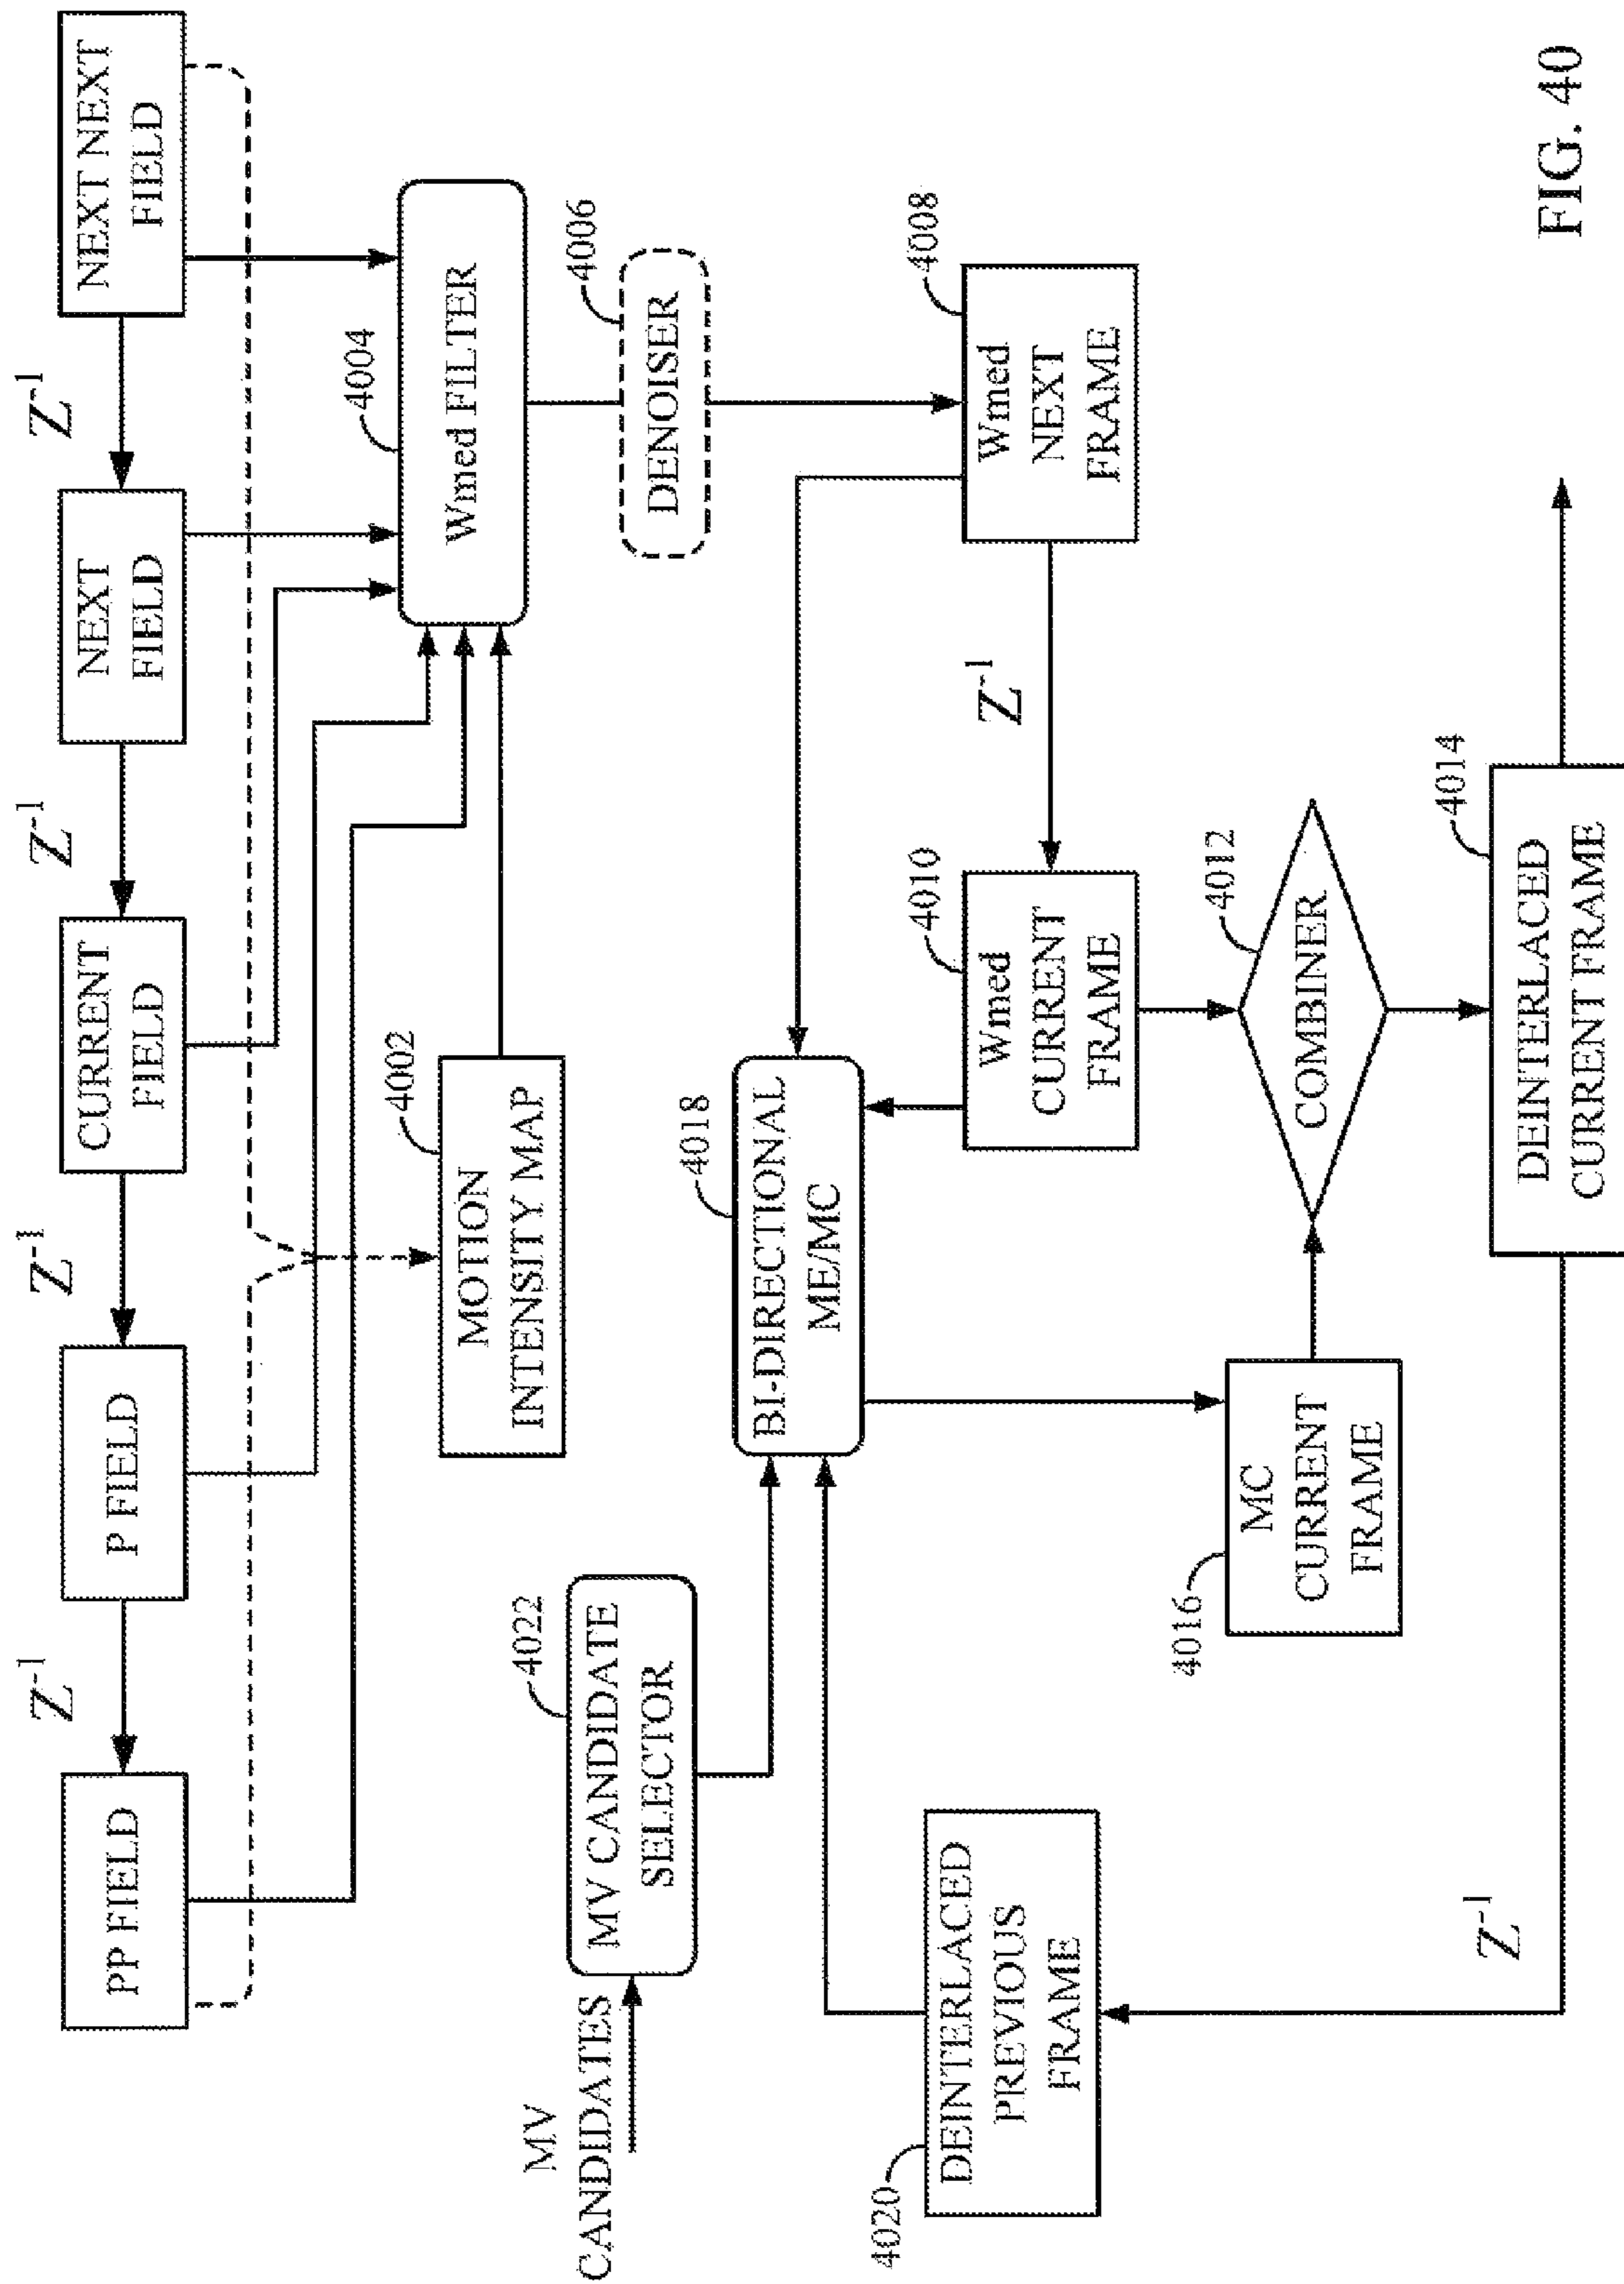 Z-1
Z-1
Z-1
Z-1
PP FIELD
P FIELD
CURRENT
FIELD
NEXT
FIELD
NEXT NEXT
FIELD
4002
MOTION
INTENSITY MAP
4004
Wmed FILTER
MV
CANDIDATES
4022
MV CANDIDATE
SELECTOR
4006
DENOISER
4018
BI-DIRECTIONAL
ME/MC
4020
DEINTERLACED
PREVIOUS
FRAME
4010
Wmed
CURRENT
FRAME
Z-1
4008
Wmed
NEXT
FRAME
4016
MC
CURRENT
FRAME
4012
COMBINER
Z-1
4014
DEINTERLACED
CURRENT FRAME
FIG. 40